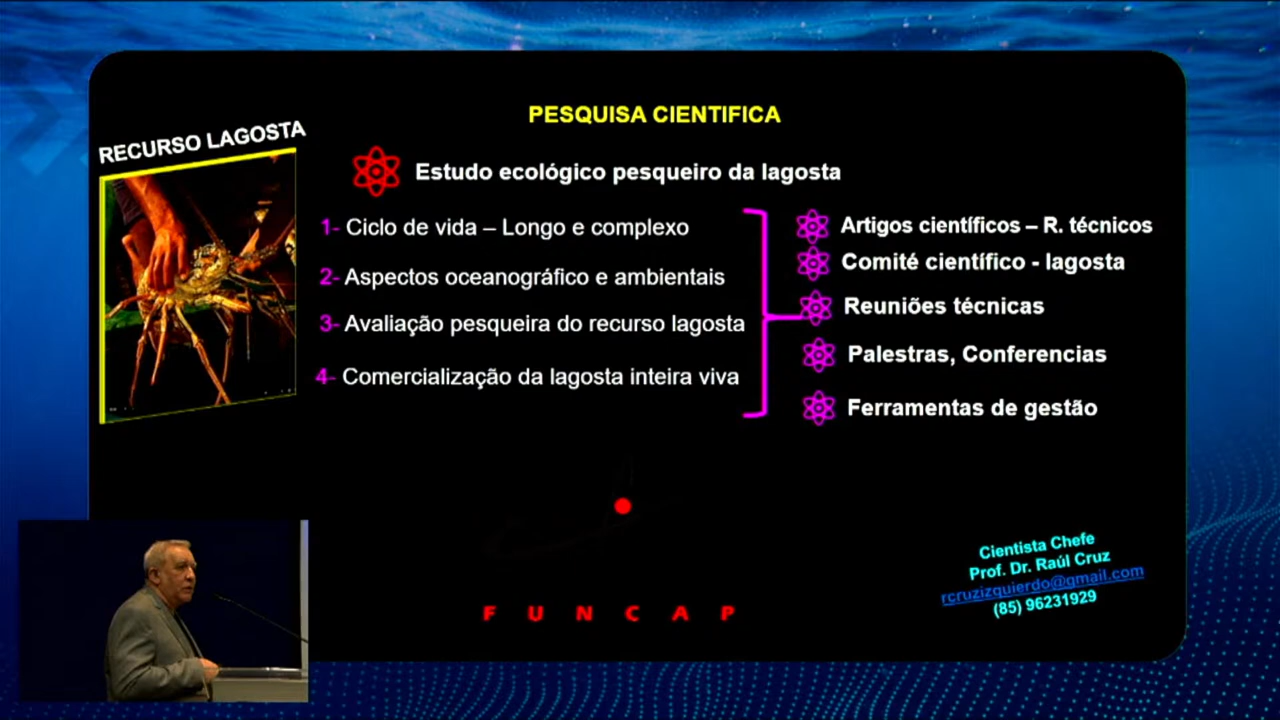 PESQUISA CIENTIFICA
RECURSO LAGOSTA
Estudo ecológico pesqueiro da lagosta
1- Ciclo de vida – Longo e complexo
2- Aspectos oceanográfico e ambientais
3- Avaliação pesqueira do recurso lagosta
4- Comercialização da lagosta inteira viva
Artigos científicos – R. técnicos
Comité científico - lagosta
Reuniões técnicas
Palestras, Conferencias
Ferramentas de gestão
Cientista Chefe
Prof. Dr. Raúl Cruz
rcruzizquierdo@gmail.com
(85) 96231929
FUNCAP